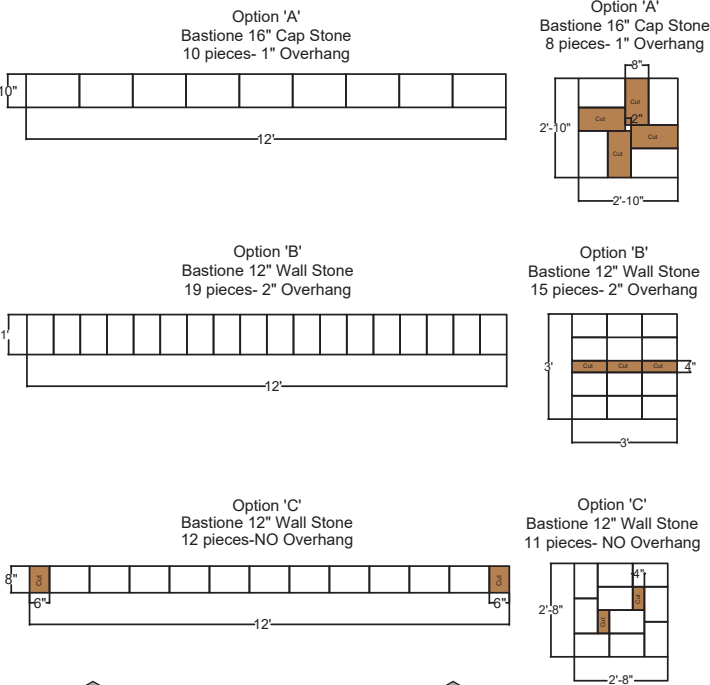 Option 'A'
Bastione 16" Cap Stone
10 pieces- 1" Overhang
10"
12'
Option 'A'
Bastione 16" Cap Stone
8 pieces- 1" Overhang
8"
Cut
Cut
2"
Cut
Cut
2'-10"
2'-10"
Option 'B'
Bastione 12" Wall Stone
19 pieces- 2" Overhang
1'
12'
Option 'B'
Bastione 12" Wall Stone
15 pieces- 2" Overhang
3'
Cut
Cut
Cut
4"
3'
Option 'C'
Bastione 12" Wall Stone
12 pieces-NO Overhang
8"
Cut
Cut
6"
6"
12'
Option 'C'
Bastione 12" Wall Stone
11 pieces- NO Overhang
4"
Cut
2'-8"
Cut
2'-8"